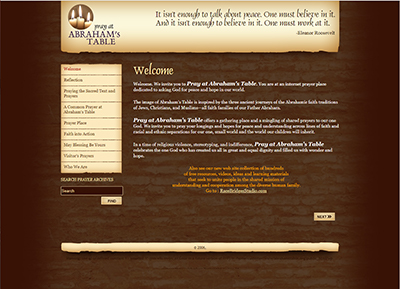 It isn't enough to talk about peace. One must believe in it.
And it isn't enough to believe in it. One must work at it.
-Eleanor Roosevelt
pray at
ABRAHAM's
TABLE
Welcome
Reflection
Praying the Sacred Text and
Prayers
A Common Prayer at
Abraham's Table
Prayer Place
Faith into Action
May Blessing Be Yours
Visitor's Prayers
Who We Are
SEARCH PRAYER ARCHIVES
Search
FIND
Welcome
Welcome. We invite you to Pray at Abraham's Table. You are at an internet prayer place
dedicated to asking God for peace and hope in our world.
The image of Abraham's Table is inspired by the three ancient journeys of the Abrahamic faith traditions
of Jews, Christians, and Muslims--all faith families of our Father Abraham.
Pray at Abraham's Table offers a gathering place and a mingling of shared prayers to our one
God. We invite you to pray your longings and hopes for peace and understanding across lines of faith and
racial and ethnic separations for our one, small world and the world our children will inherit.
In a time of religious violence, stereotyping, and indifference, Pray at Abraham's Table
celebrates the one God who has created us all in great and equal dignity and filled us with wonder and
hope.
Also see our new web site collection of hundreds
of free resources, videos, ideas and learning materials
that seek to unite people in the shared mission of
understanding and cooperation among the diverse human family.
Go to :
NEXT >>
© 2008,